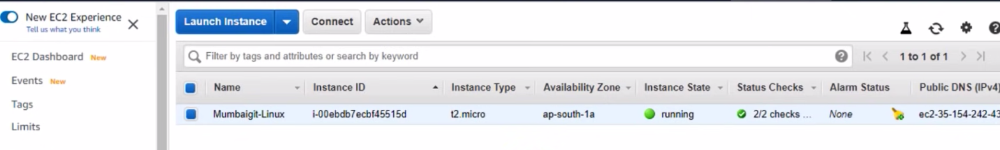 New EC2 Experience
Tell us what you think
EC2 Dashboard New
Events New
Tags
Limits
Launch Instance Connect Actions
Filter by tags and attributes or search by keyword
1 to 1 of 1
Name Instance ID Instance Type Availability Zone Instance State Status Checks Alarm Status Public DNS (IPv4)
Mumbaigit-Linux i-00ebdb7ecbf45515d t2.micro ap-south-1a running 2/2 checks ... None ec2-35-154-242-43